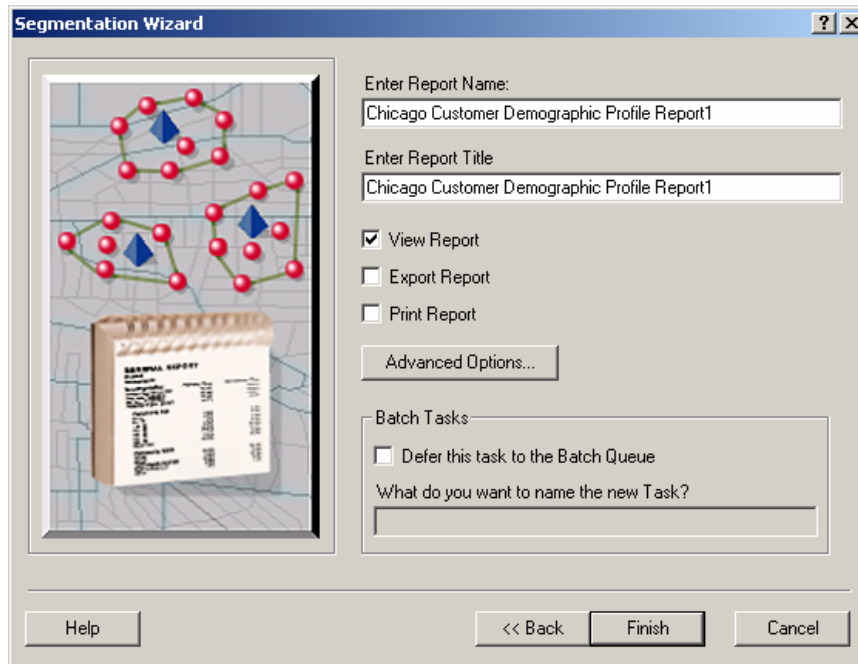 Segmentation Wizard
Enter Report Name:
Chicago Customer Demographic Profile Report1
Enter Report Title
Chicago Customer Demographic Profile Report1
View Report
Export Report
Print Report
Advanced Options...
Batch Tasks
Defer this task to the Batch Queue
What do you want to name the new Task?
Help
<< Back
Finish
Cancel